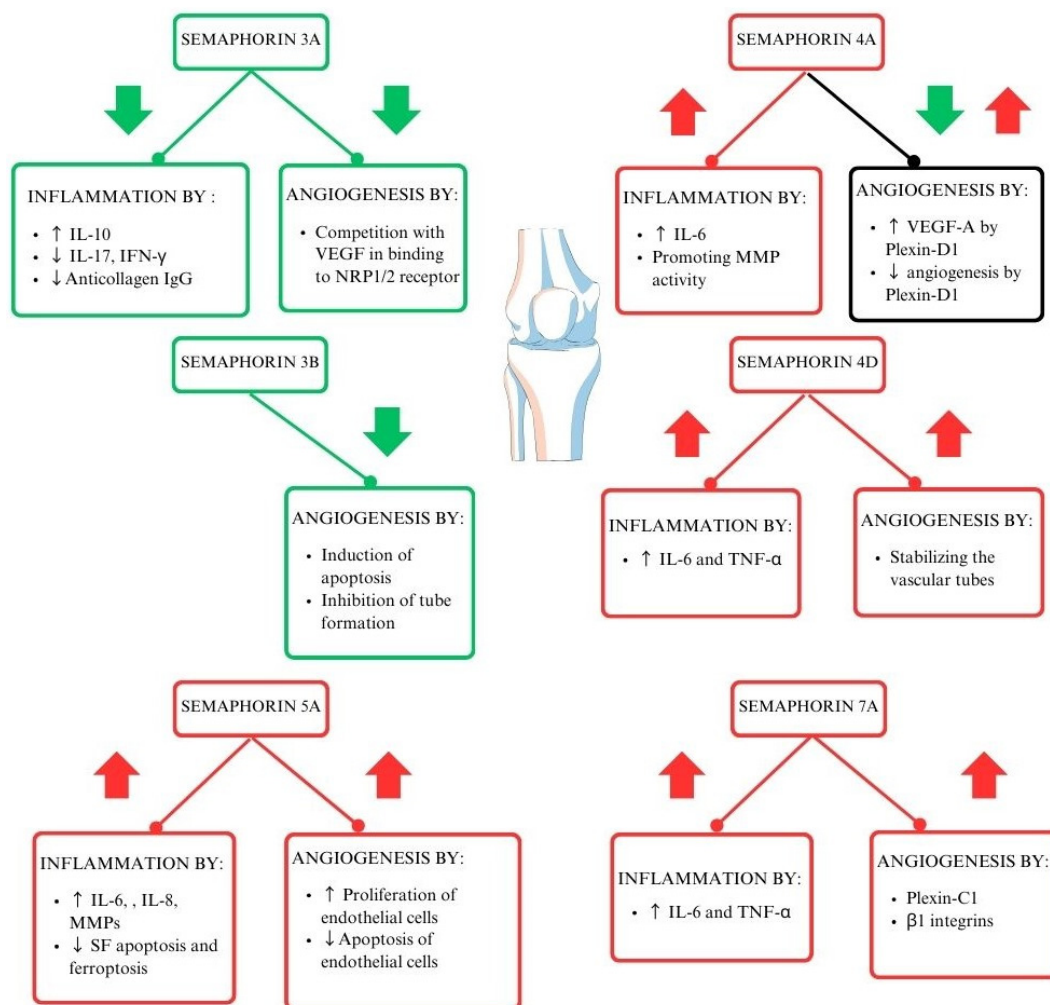 SEMAPHORIN 3A
INFLAMMATION BY :
• ↑ IL-10
• ↓ IL-17, IFN-γ
• ↓ Anticollagen IgG
ANGIOGENESIS BY:
• Competition with
VEGF in binding
to NRP1/2 receptor
SEMAPHORIN 4A
INFLAMMATION BY:
• ↑ IL-6
• Promoting MMP
activity
ANGIOGENESIS BY:
• ↑ VEGF-A by
Plexin-D1
• ↓ angiogenesis by
Plexin-D1
SEMAPHORIN 3B
ANGIOGENESIS BY:
• Induction of
apoptosis
• Inhibition of tube
formation
SEMAPHORIN 4D
INFLAMMATION BY:
• ↑ IL-6 and TNF-α
ANGIOGENESIS BY:
• Stabilizing the
vascular tubes
SEMAPHORIN 5A
INFLAMMATION BY:
• ↑ IL-6, , IL-8,
MMPs
• ↓ SF apoptosis and
ferroptosis
ANGIOGENESIS BY:
• ↑ Proliferation of
endothelial cells
• ↓ Apoptosis of
endothelial cells
SEMAPHORIN 7A
INFLAMMATION BY:
• ↑ IL-6 and TNF-α
ANGIOGENESIS BY:
• Plexin-C1
• β1 integrins